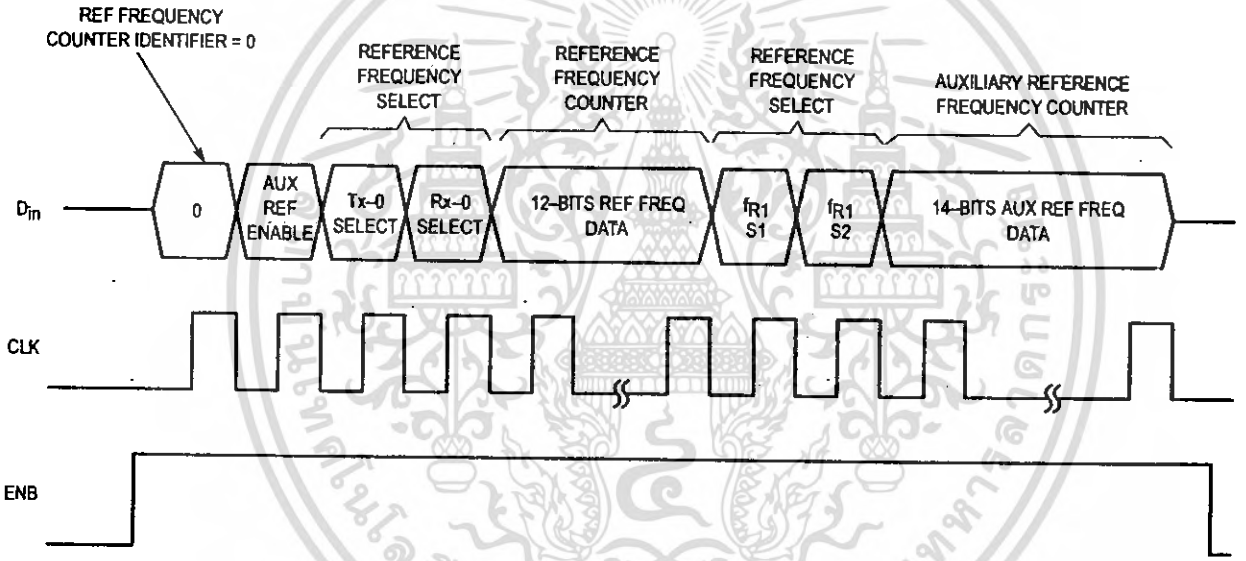 REF FREQUENCY
COUNTER IDENTIFIER = 0
REFERENCE
FREQUENCY
SELECT
REFERENCE
FREQUENCY
COUNTER
REFERENCE
FREQUENCY
SELECT
AUXILIARY REFERENCE
FREQUENCY COUNTER
Din
0
AUX
REF
ENABLE
Tx–0
SELECT
Rx–0
SELECT
12–BITS REF FREQ
DATA
fR1
S1
fR1
S2
14–BITS AUX REF FREQ
DATA
CLK
ENB